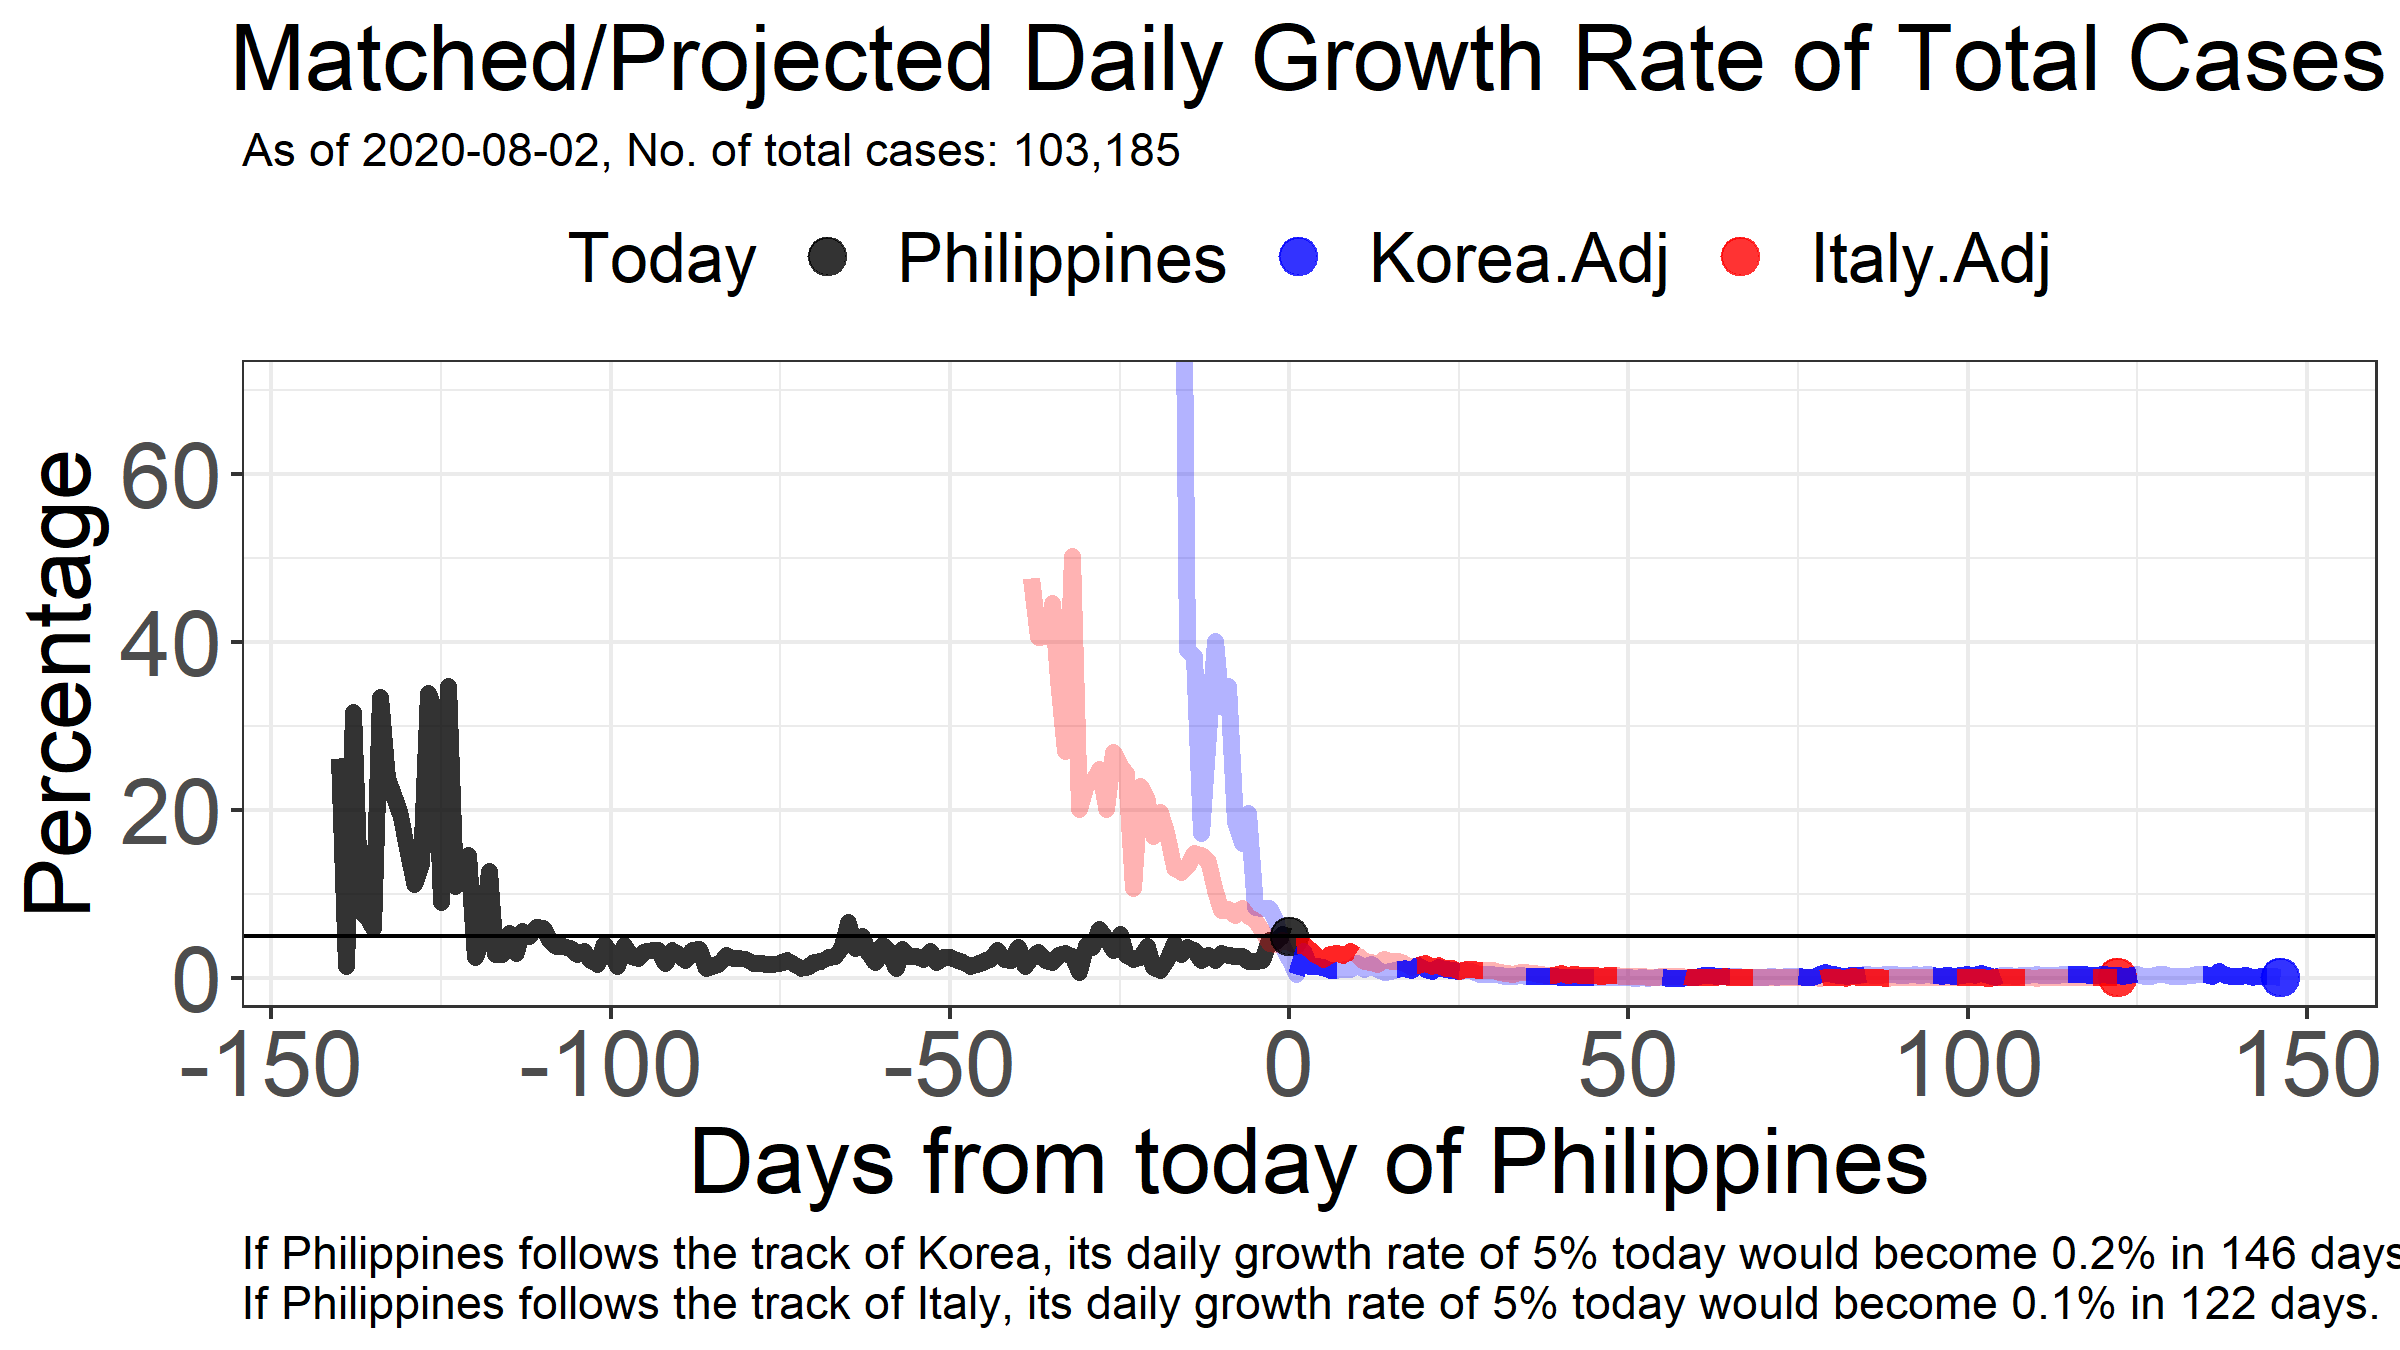 Matched/Projected Daily Growth Rate of Total Cases
As of 2020-08-02, No. of total cases: 103,185
Today Philippines Korea.Adj Italy.Adj
Percentage
60
40
20
0
-150 -100 -50 0 50 100 150
Days from today of Philippines
If Philippines follows the track of Korea, its daily growth rate of 5% today would become 0.2% in 146 days
If Philippines follows the track of Italy, its daily growth rate of 5% today would become 0.1% in 122 days.